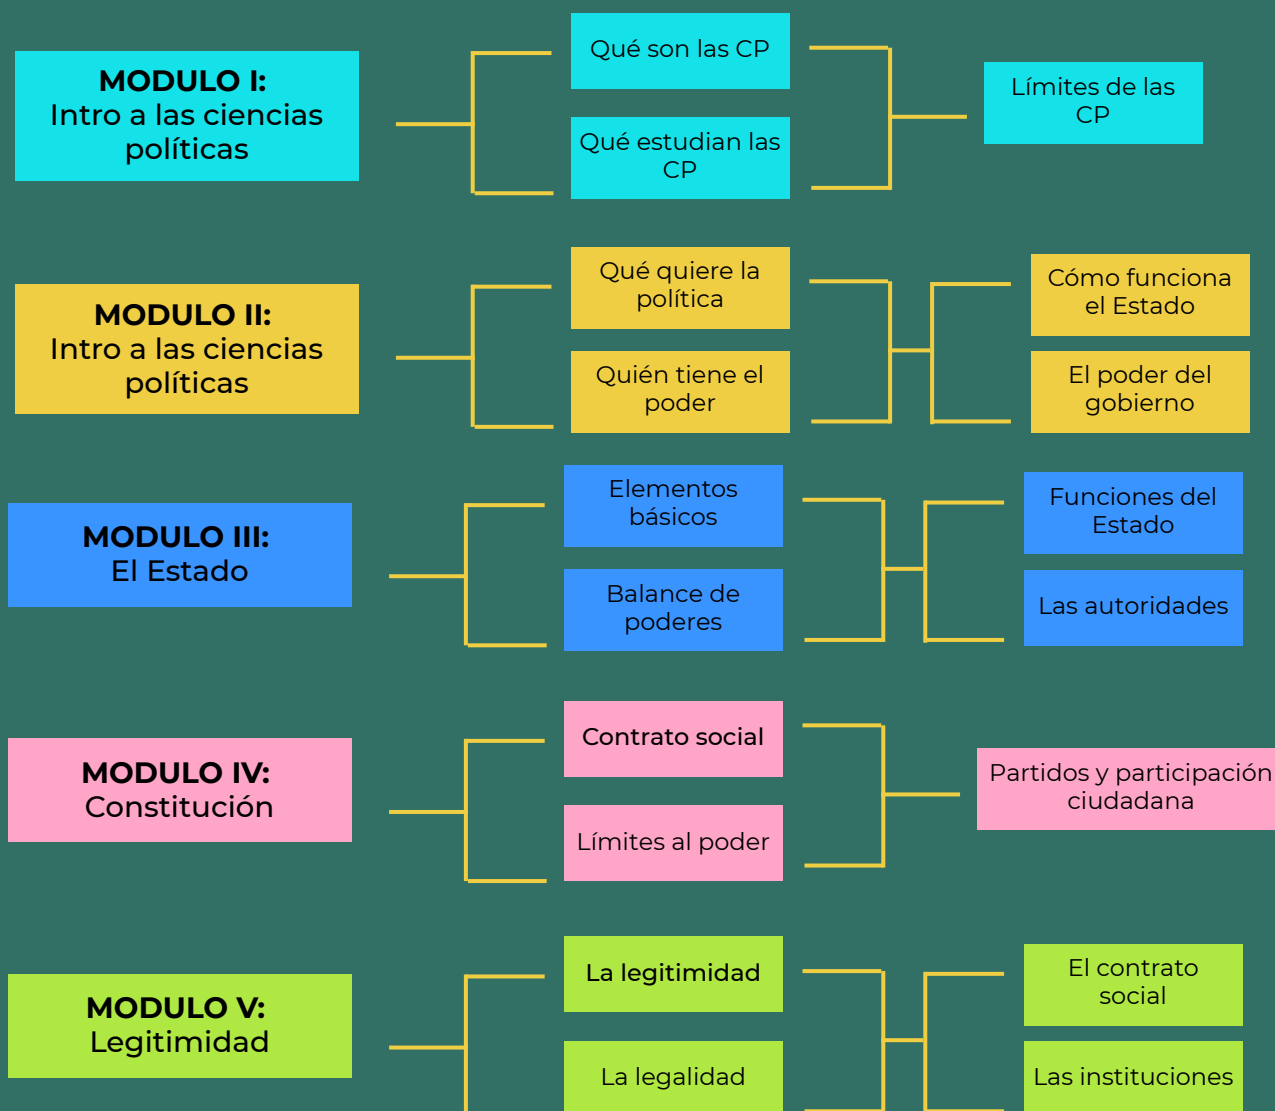 MODULO I:
Intro a las ciencias
políticas
Qué son las CP
Qué estudian las
CP
Límites de las
CP
MODULO II:
Intro a las ciencias
políticas
Qué quiere la
política
Quién tiene el
poder
Cómo funciona
el Estado
El poder del
gobierno
MODULO III:
El Estado
Elementos
básicos
Balance de
poderes
Funciones del
Estado
Las autoridades
MODULO IV:
Constitución
Contrato social
Límites al poder
Partidos y participación
ciudadana
MODULO V:
Legitimidad
La legitimidad
La legalidad
El contrato
social
Las instituciones